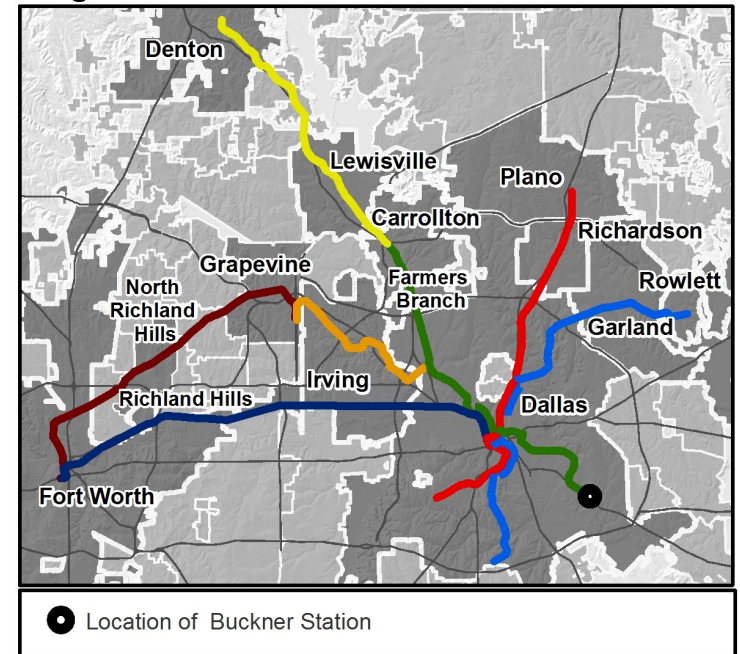 Denton
Lewisville
Plano
Carrollton
Richardson
Grapevine
Farmers
Branch
Rowlett
North
Richland
Hills
Garland
Irving
Richland Hills
Dallas
Fort Worth
Location of Buckner Station